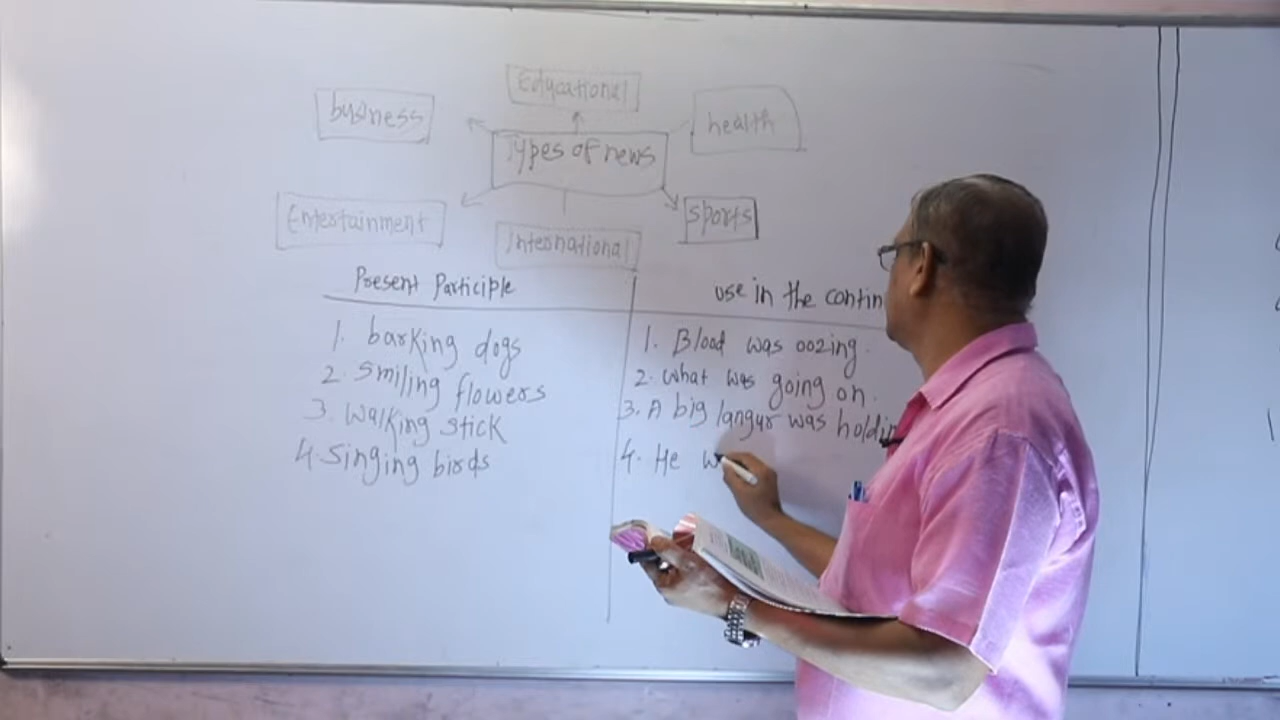 Educational
business
health
Types of news
Entertainment
sports
International
Present Participle
use in the contin
1. barking dogs
2. smiling flowers
3. walking stick
4. singing birds
1. Blood was oozing.
2. what was going on.
3. A big langur was holdin
4. He w